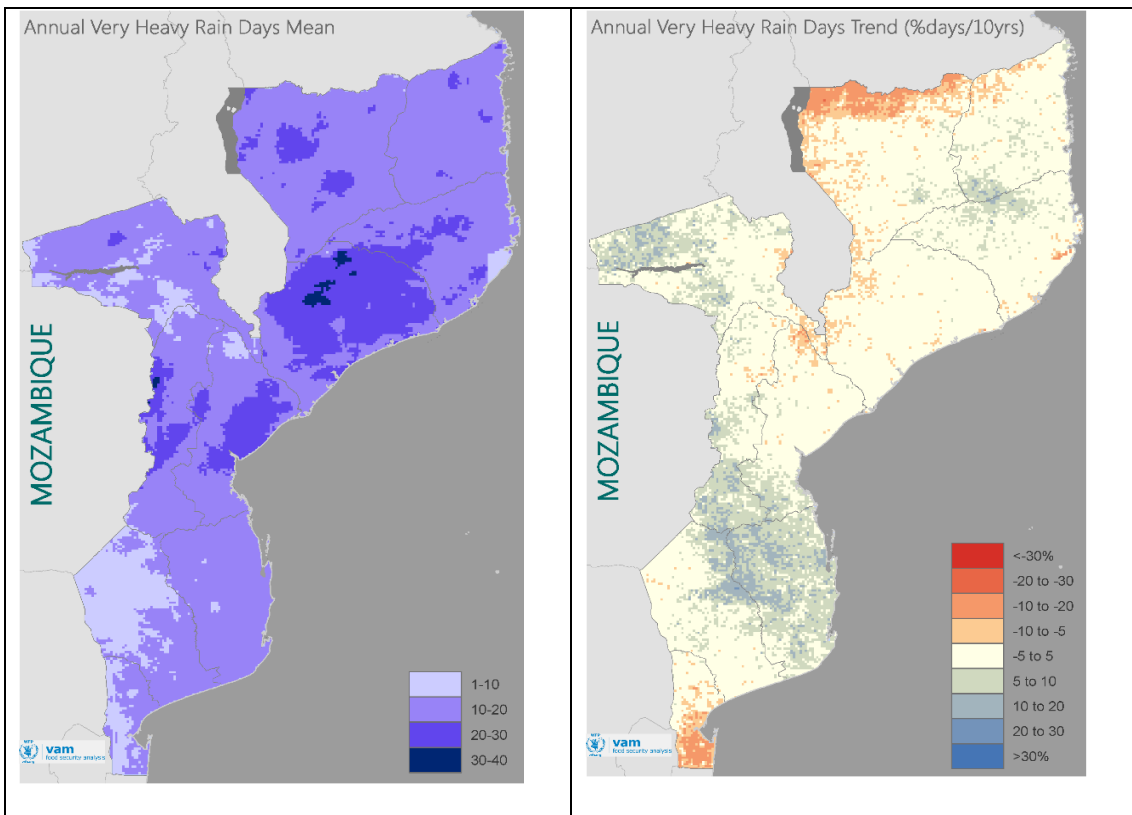 Annual Very Heavy Rain Days Mean
MOZAMBIQUE
1-10
10-20
20-30
30-40
vam
food security analysis
Annual Very Heavy Rain Days Trend (%days/10yrs)
MOZAMBIQUE
<-30%
-20 to -30
-10 to -20
-10 to -5
-5 to 5
5 to 10
10 to 20
20 to 30
>30%
vam
food security analysis